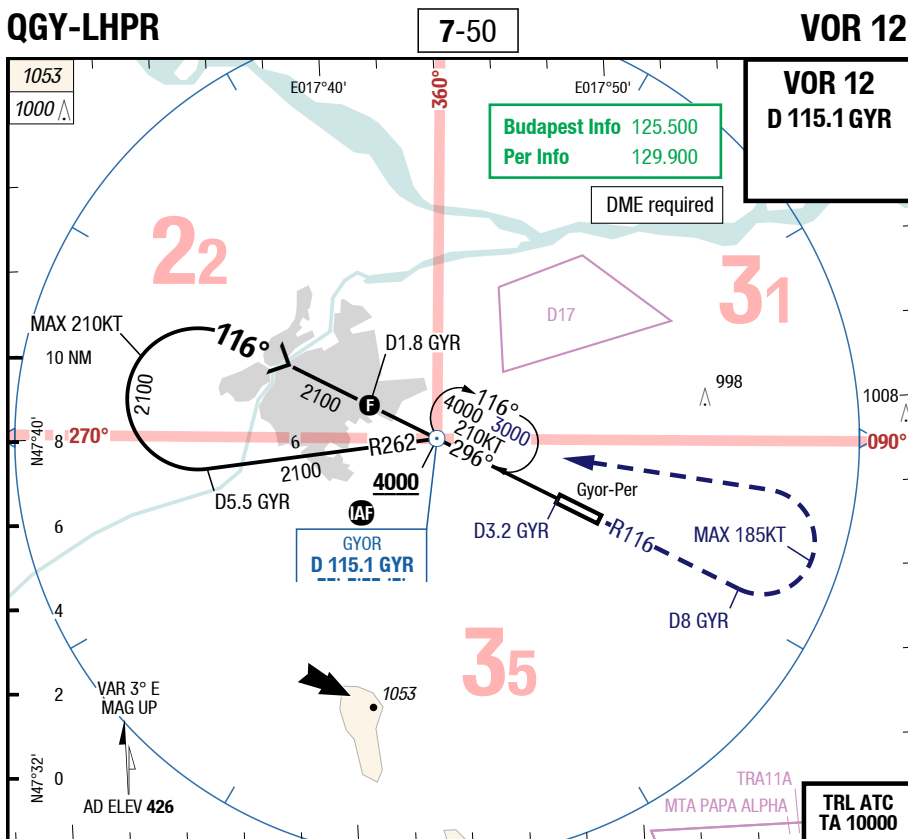 QGY-LHPR
7-50
VOR 12
1053
1000
E017°40'
360°
E017°50'
VOR 12
D 115.1 GYR
Budapest Info 125.500
Per Info 129.900
DME required
22
31
D17
MAX 210KT
116°
D1.8 GYR
10 NM
2100
2100
F
998
1008
116°
4000 3000
210KT
296°
N47°40'
8
270°
6
R262
090°
2100
4000
D5.5 GYR
IAF
Gyor-Per
GYOR
D 115.1 GYR
D3.2 GYR
R116
MAX 185KT
6
D8 GYR
4
35
VAR 3° E
MAG UP
2
1053
N47°32'
0
TRA11A
MTA PAPA ALPHA
AD ELEV 426
TRL ATC
TA 10000